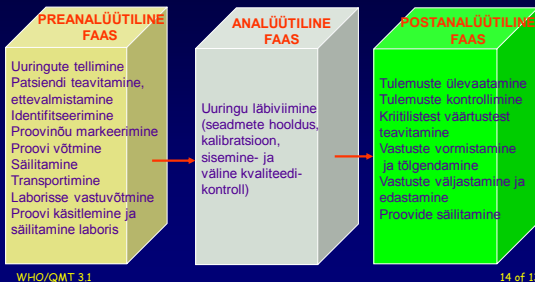 PREANALÜÜTILINE
FAAS
Uuringute tellimine
Patsiendi teavitamine,
ettevalmistamine
Identifitseerimine
Proovinõu markeerimine
Proovi võtmine
Säilitamine
Transportimine
Laborisse vastuvõtmine
Proovi käsitlemine ja
säilitamine laboris
ANALÜÜTILINE
FAAS
Uuringu läbiviimine
(seadmete hooldus,
kalibratsioon,
sisemine- ja
väline kvaliteedi-
kontroll)
POSTANALÜÜTILINE
FAAS
Tulemuste ülevaatamine
Tulemuste kontrollimine
Kriitilistest väärtustest
teavitamine
Vastuste vormistamine
ja tõlgendamine
Vastuste väljastamine ja
edastamine
Proovide säilitamine
WHO/QMT 3.1
14 of